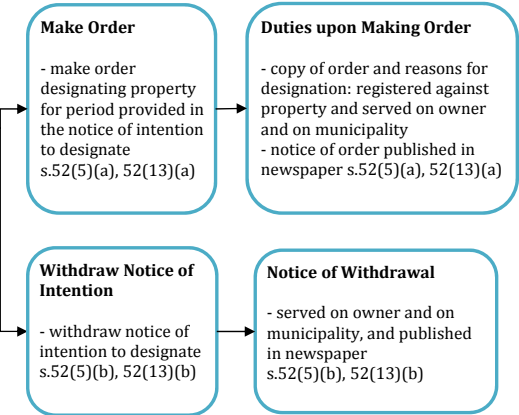 Make Order
- make order
designating property
for period provided in
the notice of intention
to designate
s.52(5)(a), 52(13)(a)
Duties upon Making Order
- copy of order and reasons for
designation: registered against
property and served on owner
and on municipality
- notice of order published in
newspaper s.52(5)(a), 52(13)(a)
Withdraw Notice of
Intention
- withdraw notice of
intention to designate
s.52(5)(b), 52(13)(b)
Notice of Withdrawal
- served on owner and on
municipality, and published
in newspaper
s.52(5)(b), 52(13)(b)